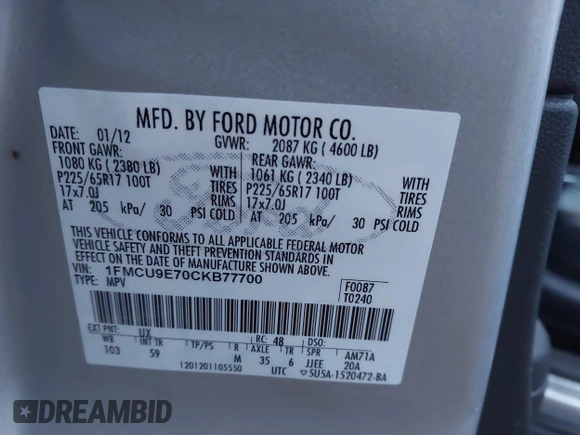 MFD. BY FORD MOTOR CO.
DATE: 01/12 GVWR: 2087 KG ( 4600 LB)
FRONT GAWR: REAR GAWR:
1080 KG ( 2380 LB) WITH 1061 KG ( 2340 LB) WITH
P225/65R17 100T TIRES P225/65R17 100T TIRES
17x7.0J RIMS 17x7.0J RIMS
AT 205 kPa/ 30 PSI COLD AT 205 kPa/ 30 PSI COLD
THIS VEHICLE CONFORMS TO ALL APPLICABLE FEDERAL MOTOR
VEHICLE SAFETY AND THEFT PREVENTION STANDARDS IN
EFFECT ON THE DATE OF MANUFACTURE SHOWN ABOVE.
VIN: 1FMCU9E70CKB77700 F0087
TYPE: MPV T0240
EXT PNT: UX RC: 48 DSO:
WB INT TR TP/PS R AXLE TR SPR AM71A
103 59 M 35 6 JJEE 20A
1201201105550 UTC 5U5A-1520472-BA
DREAMBID